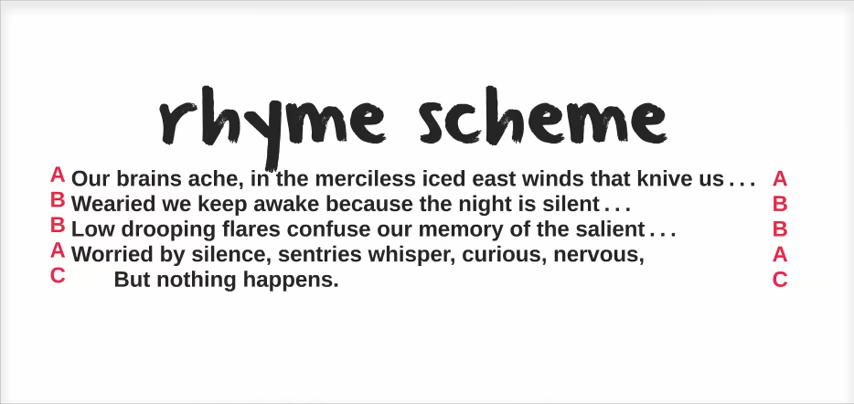 rhyme scheme
A Our brains ache, in the merciless iced east winds that knive us . . . A
B Wearied we keep awake because the night is silent . . . B
B Low drooping flares confuse our memory of the salient . . . B
A Worried by silence, sentries whisper, curious, nervous, A
C But nothing happens. C